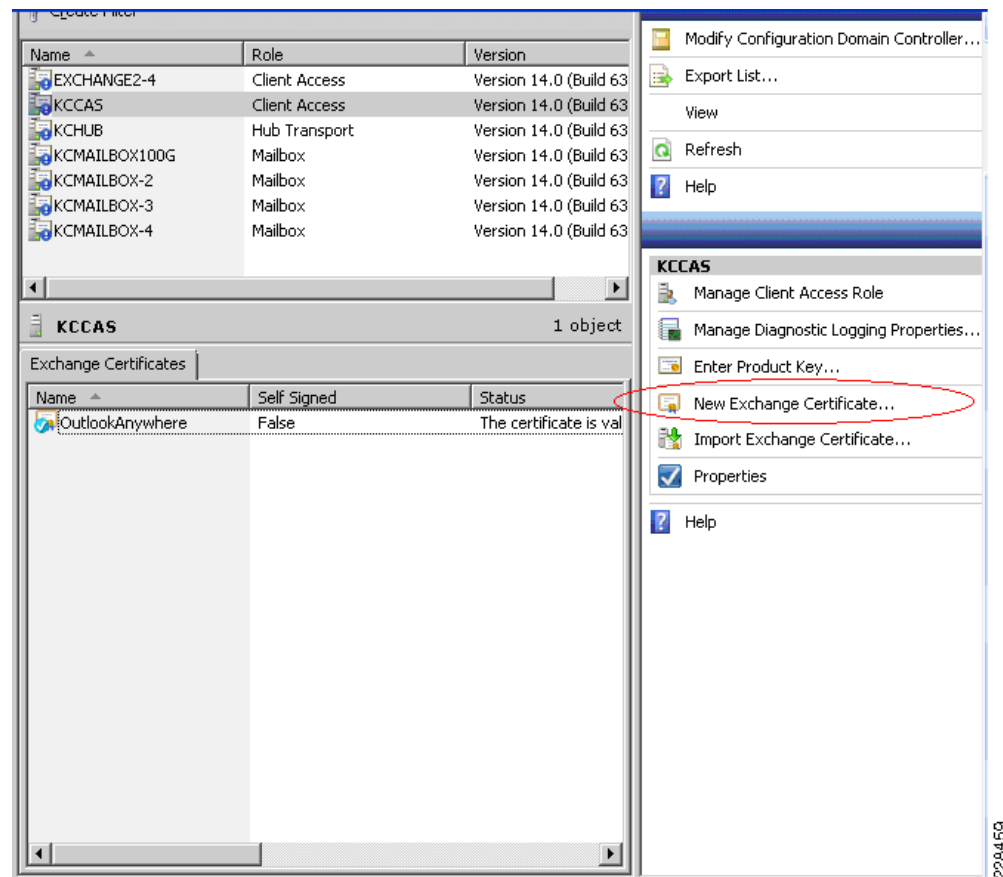 Create Filter
Name Role Version
EXCHANGE2-4 Client Access Version 14.0 (Build 63
KCCAS Client Access Version 14.0 (Build 63
KCHUB Hub Transport Version 14.0 (Build 63
KCMAILBOX100G Mailbox Version 14.0 (Build 63
KCMAILBOX-2 Mailbox Version 14.0 (Build 63
KCMAILBOX-3 Mailbox Version 14.0 (Build 63
KCMAILBOX-4 Mailbox Version 14.0 (Build 63
KCCAS 1 object
Exchange Certificates
Name Self Signed Status
OutlookAnywhere False The certificate is val
Modify Configuration Domain Controller...
Export List...
View
Refresh
Help
KCCAS
Manage Client Access Role
Manage Diagnostic Logging Properties...
Enter Product Key...
New Exchange Certificate...
Import Exchange Certificate...
Properties
Help
228469